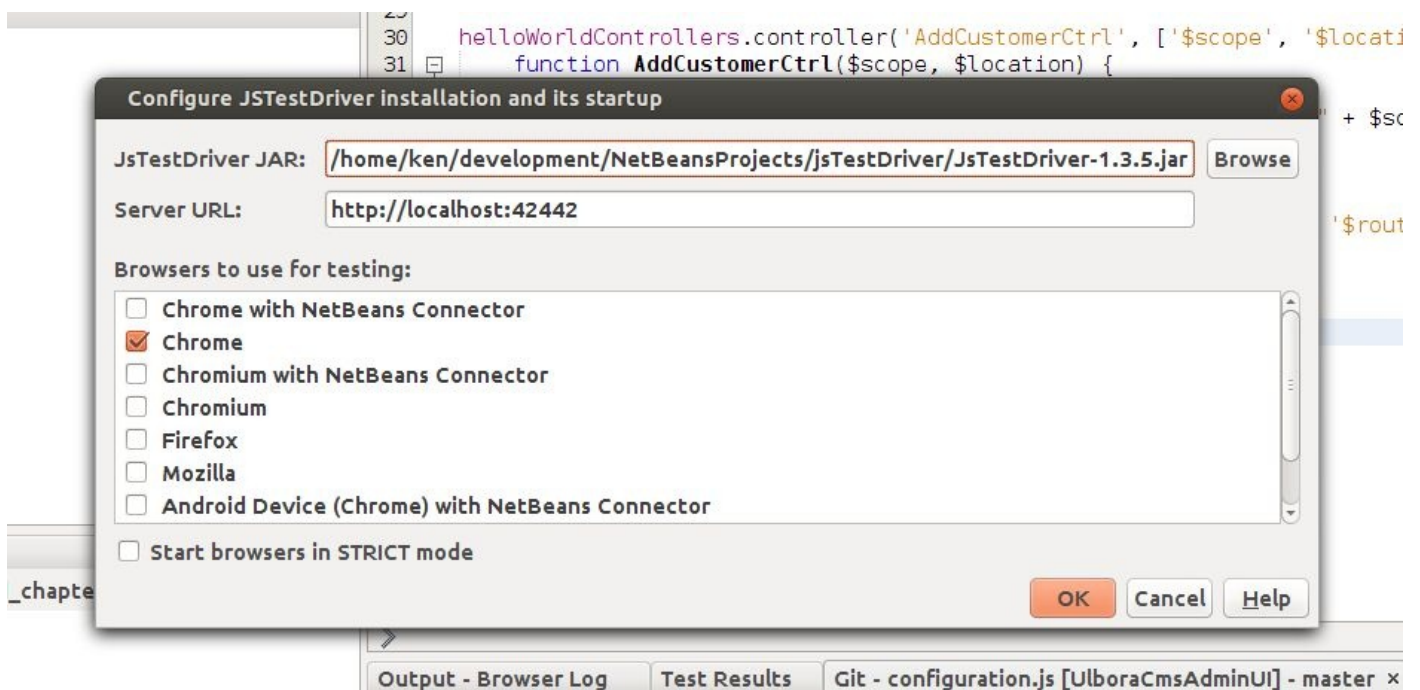 30 helloWorldControllers.controller('AddCustomerCtrl', ['$scope', '$locati
31 function AddCustomerCtrl($scope, $location) {
Configure JSTestDriver installation and its startup
+ $sc
JsTestDriver JAR: /home/ken/development/NetBeansProjects/jsTestDriver/JsTestDriver-1.3.5.jar Browse
Server URL: http://localhost:42442
'$rout
Browsers to use for testing:
Chrome with NetBeans Connector
Chrome
Chromium with NetBeans Connector
Chromium
Firefox
Mozilla
Android Device (Chrome) with NetBeans Connector
Start browsers in STRICT mode
_chapte
OK Cancel Help
Output - Browser Log Test Results Git - configuration.js [UlboraCmsAdminUI] - master ×